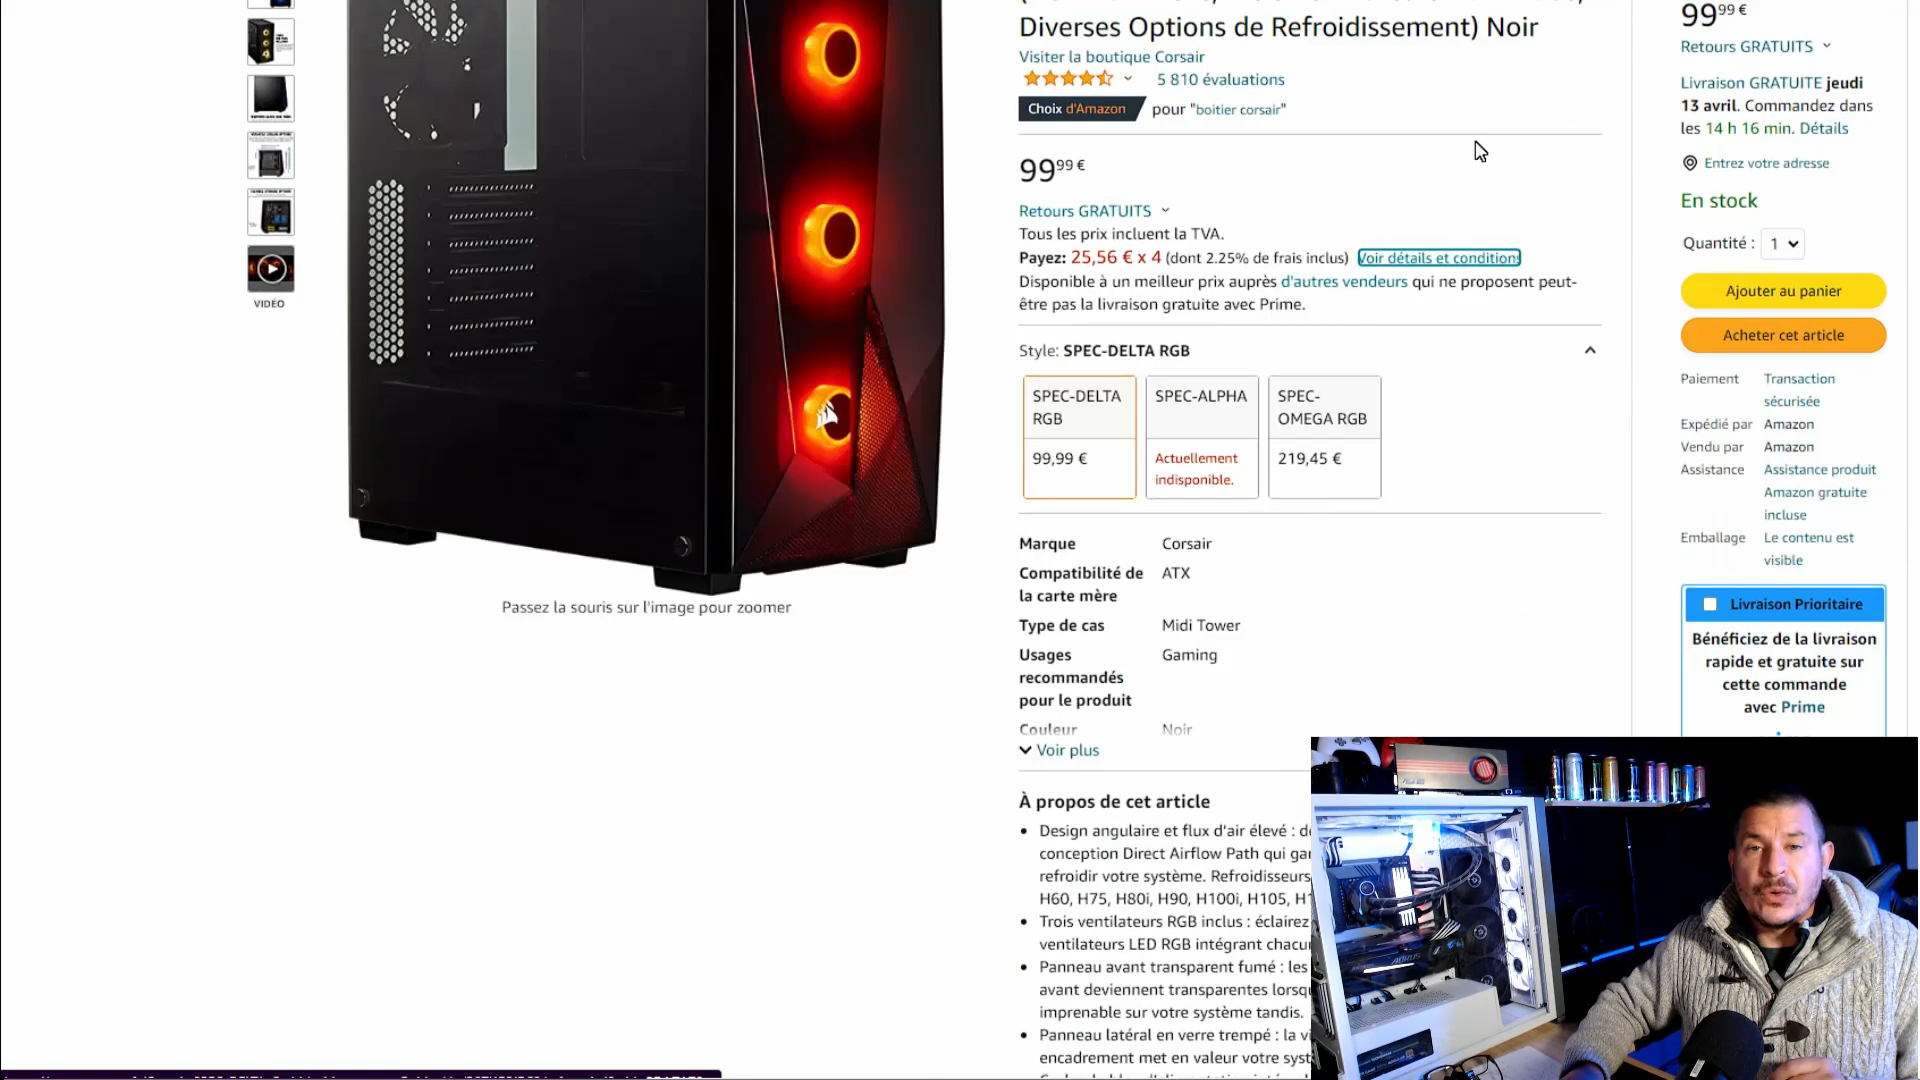 Diverses Options de Refroidissement) Noir
Visiter la boutique Corsair
5 810 évaluations
Choix d'Amazon pour "boitier corsair"
99,99 €
Retours GRATUITS
Tous les prix incluent la TVA.
Payez: 25,56 € x 4 (dont 2.25% de frais inclus) Voir détails et conditions
Disponible à un meilleur prix auprès d'autres vendeurs qui ne proposent peut-
être pas la livraison gratuite avec Prime.
Style: SPEC-DELTA RGB
SPEC-DELTA
RGB
99,99 €
SPEC-ALPHA
Actuellement
indisponible.
SPEC-
OMEGA RGB
219,45 €
Marque Corsair
Compatibilité de ATX
la carte mère
Type de cas Midi Tower
Usages Gaming
recommandés
pour le produit
Couleur Noir
Voir plus
À propos de cet article
Design angulaire et flux d'air élevé :
conception Direct Airflow Path qui
refroidir votre système. Refroidisseurs
H60, H75, H80i, H90, H100i, H105,
Trois ventilateurs RGB inclus : éclairez
ventilateurs LED RGB intégrant
Panneau avant transparent fumé : les
avant deviennent transparentes
imprenable sur votre système tandis.
Panneau latéral en verre trempé : la
encadrement met en valeur votre
VIDÉO
Passez la souris sur l'image pour zoomer
99,99 €
Retours GRATUITS
Livraison GRATUITE jeudi
13 avril. Commandez dans
les 14 h 16 min. Détails
Entrez votre adresse
En stock
Quantité : 1
Ajouter au panier
Acheter cet article
Paiement Transaction
sécurisée
Expédié par Amazon
Vendu par Amazon
Assistance Assistance produit
Amazon gratuite
incluse
Emballage Le contenu est
visible
Livraison Prioritaire
Bénéficiez de la livraison
rapide et gratuite sur
cette commande
avec Prime
AORUS